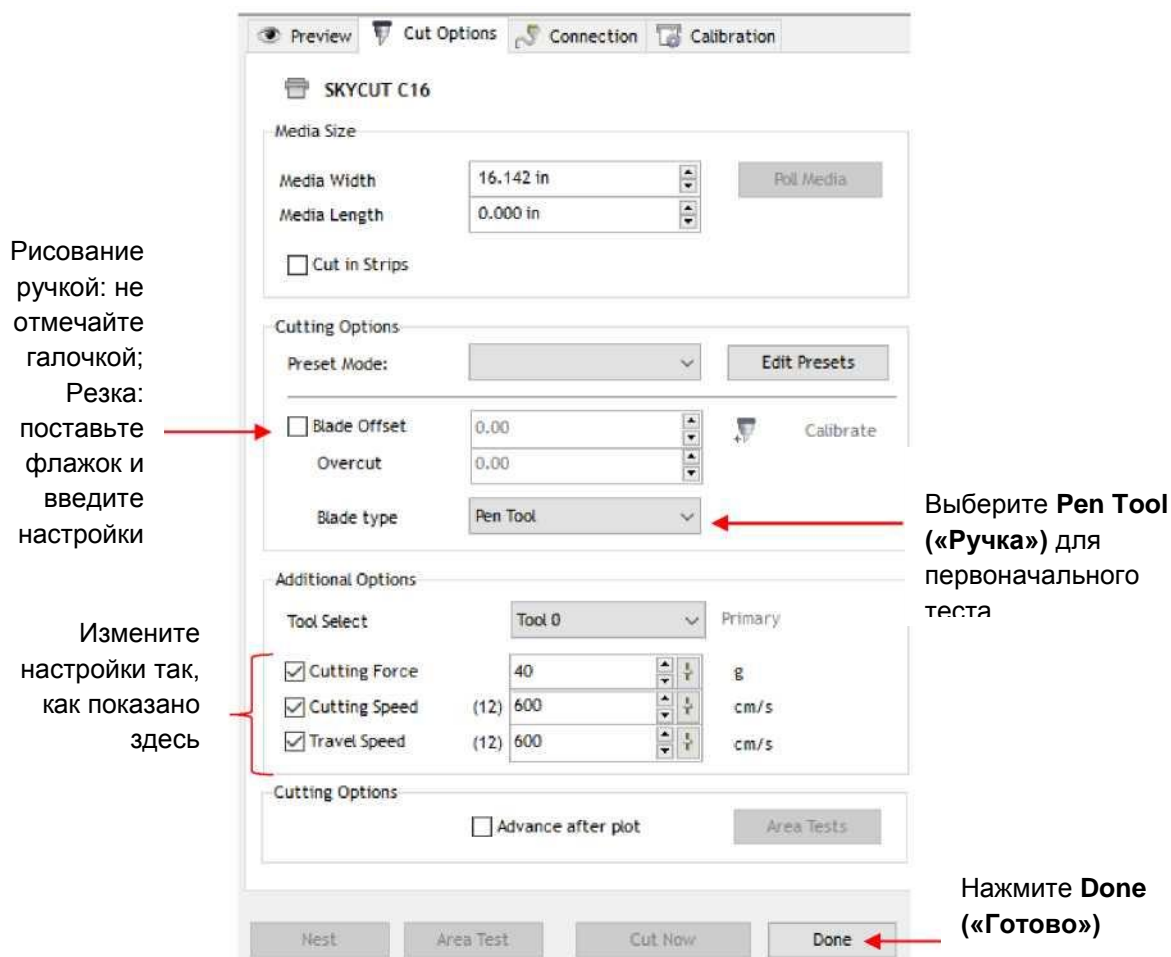 Preview Cut Options Connection Calibration
SKYCUT C16
Media Size
Media Width 16.142 in Poll Media
Media Length 0.000 in
Cut in Strips
Рисование
ручкой: не
отмечайте
галочкой;
Резка:
поставьте
флажок и
введите
настройки
Cutting Options
Preset Mode: Edit Presets
Blade Offset 0.00 Calibrate
Overcut 0.00
Blade type Pen Tool
Выберите Pen Tool
(«Ручка») для
первоначального
теста
Additional Options
Tool Select Tool 0 Primary
Измените
настройки так,
как показано
здесь
Cutting Force 40 g
Cutting Speed (12) 600 cm/s
Travel Speed (12) 600 cm/s
Cutting Options
Advance after plot Area Tests
Нажмите Done
(«Готово»)
Nest Area Test Cut Now Done